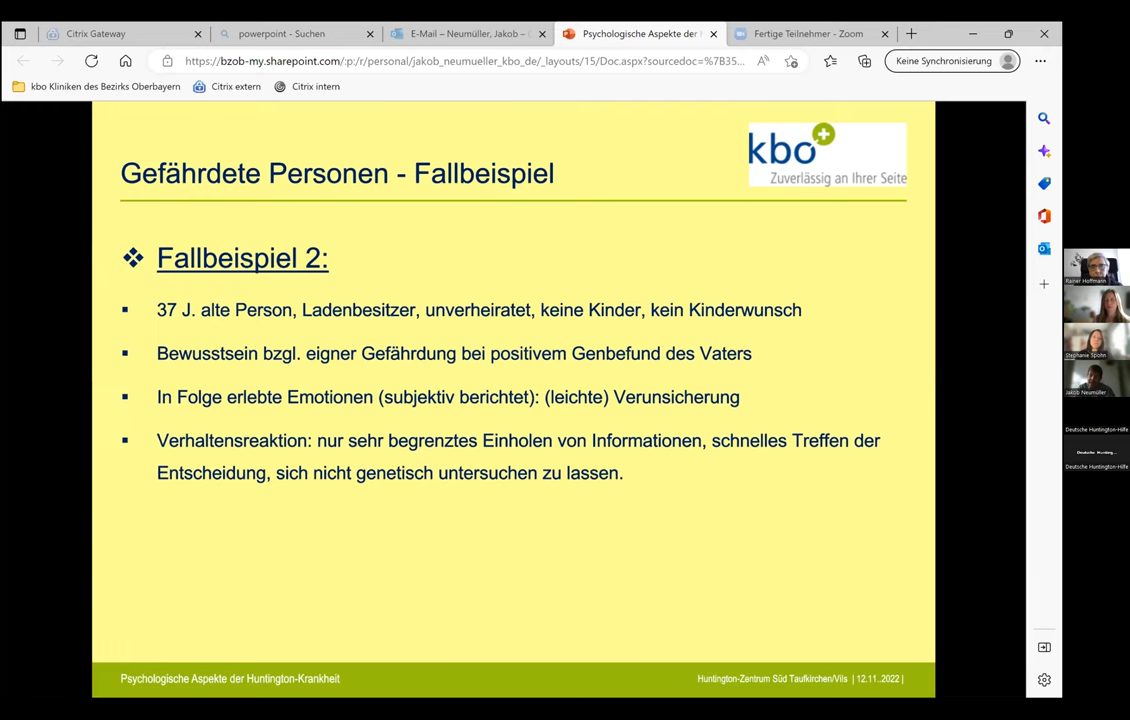 Citrix Gateway
powerpoint - Suchen
E-Mail – Neumüller, Jakob –
Psychologische Aspekte der
Fertige Teilnehmer - Zoom
https://bzob-my.sharepoint.com/:p:/r/personal/jakob_neumueller_kbo_de/_layouts/15/Doc.aspx?sourcedoc=%7B35...
Keine Synchronisierung
kbo Kliniken des Bezirks Oberbayern
Citrix extern
Citrix intern
kbo
Zuverlässig an Ihrer Seite
Gefährdete Personen - Fallbeispiel
Fallbeispiel 2:
37 J. alte Person, Ladenbesitzer, unverheiratet, keine Kinder, kein Kinderwunsch
Bewusstsein bzgl. eigner Gefährdung bei positivem Genbefund des Vaters
In Folge erlebte Emotionen (subjektiv berichtet): (leichte) Verunsicherung
Verhaltensreaktion: nur sehr begrenztes Einholen von Informationen, schnelles Treffen der
Entscheidung, sich nicht genetisch untersuchen zu lassen.
Psychologische Aspekte der Huntington-Krankheit
Huntington-Zentrum Süd Taufkirchen/Vils | 12.11..2022 |
Rainer Hoffmann
Stephanie Spohn
Jakob Neumüller
Deutsche Huntington-Hilfe
Deutsche Hunting...
Deutsche Huntington-Hilfe